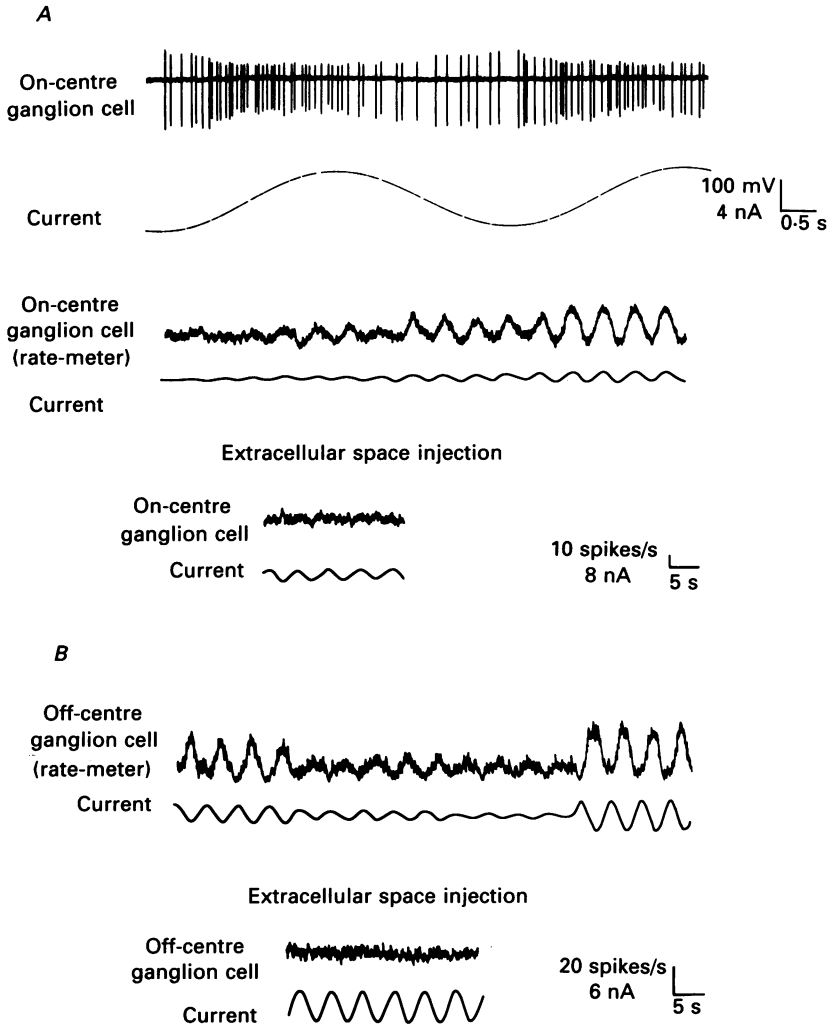 A
On-centre
ganglion cell
Current
100 mV
4 nA
0·5 s
On-centre
ganglion cell
(rate-meter)
Current
Extracellular space injection
On-centre
ganglion cell
Current
10 spikes/s
8 nA
5 s
B
Off-centre
ganglion cell
(rate-meter)
Current
Extracellular space injection
Off-centre
ganglion cell
Current
20 spikes/s
6 nA
5 s